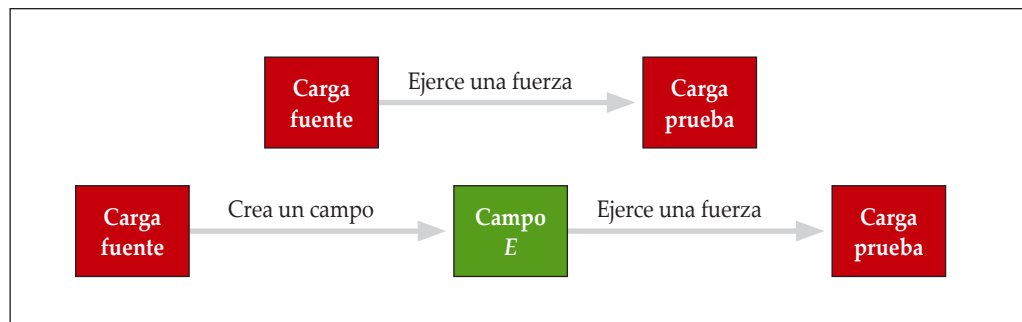 Carga
fuente
Ejerce una fuerza
Carga
prueba
Carga
fuente
Crea un campo
Campo
E
Ejerce una fuerza
Carga
prueba